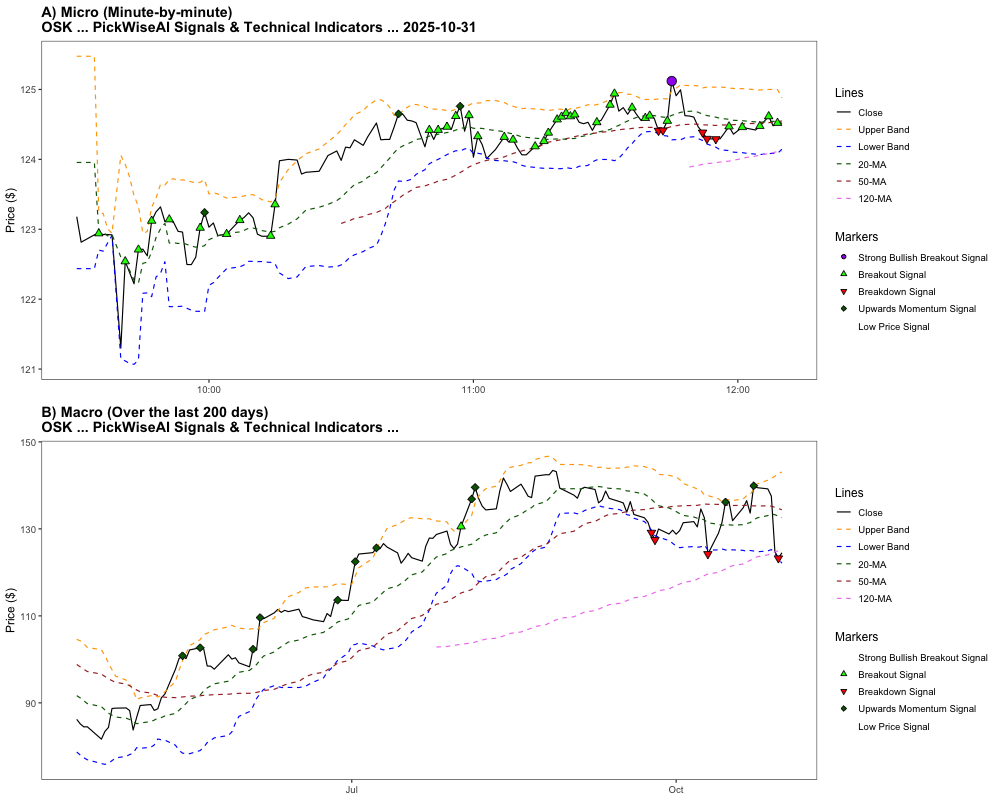 A) Micro (Minute-by-minute)
OSK ... PickWiseAI Signals & Technical Indicators ... 2025-10-31
125
124
123
122
121
Price ($)
10:00
11:00
12:00
Lines
Close
Upper Band
Lower Band
20-MA
50-MA
120-MA
Markers
Strong Bullish Breakout Signal
Breakout Signal
Breakdown Signal
Upwards Momentum Signal
Low Price Signal
B) Macro (Over the last 200 days)
OSK ... PickWiseAI Signals & Technical Indicators ...
150
130
110
90
Price ($)
Jul
Oct
Lines
Close
Upper Band
Lower Band
20-MA
50-MA
120-MA
Markers
Strong Bullish Breakout Signal
Breakout Signal
Breakdown Signal
Upwards Momentum Signal
Low Price Signal